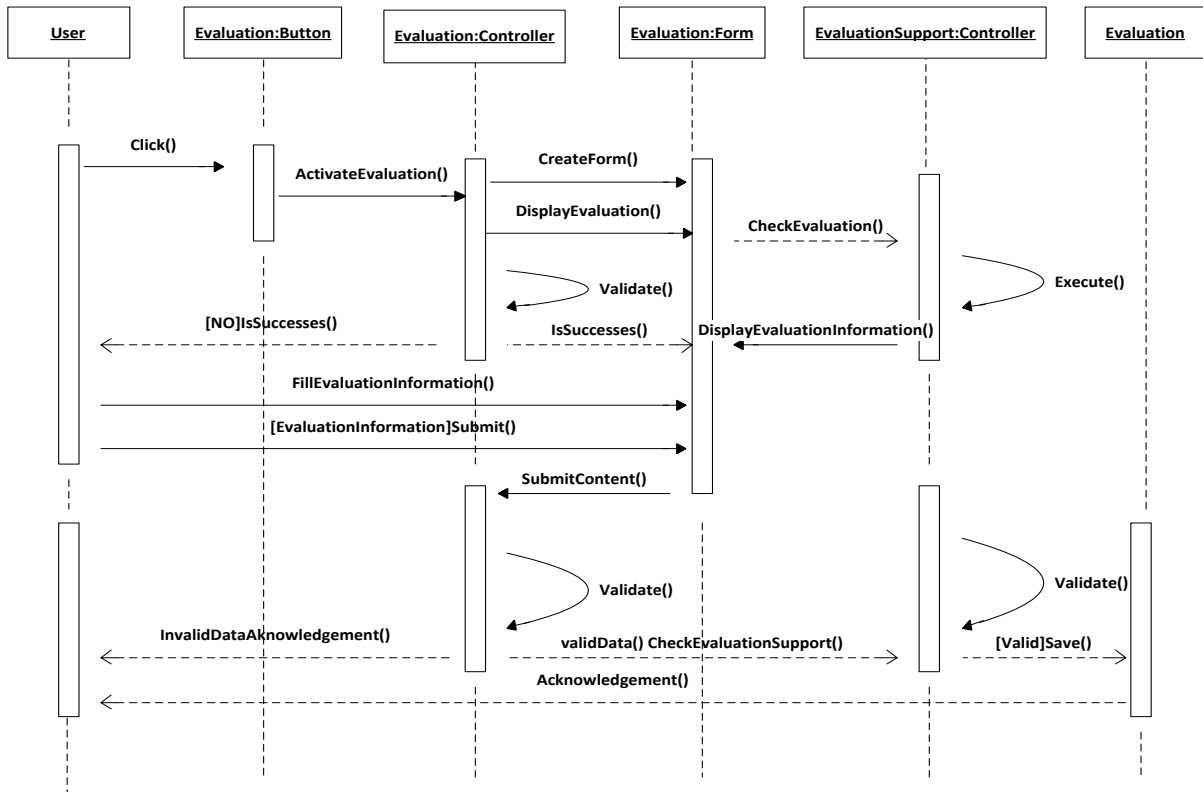 User
Evaluation:Button
Evaluation:Controller
Evaluation:Form
EvaluationSupport:Controller
Evaluation
Click()
CreateForm()
ActivateEvaluation()
DisplayEvaluation()
CheckEvaluation()
Validate()
Execute()
[NO]IsSuccesses()
IsSuccesses()
DisplayEvaluationInformation()
FillEvaluationInformation()
[EvaluationInformation]Submit()
SubmitContent()
Validate()
Validate()
InvalidDataAknowledgement()
validData() CheckEvaluationSupport()
[Valid]Save()
Acknowledgement()